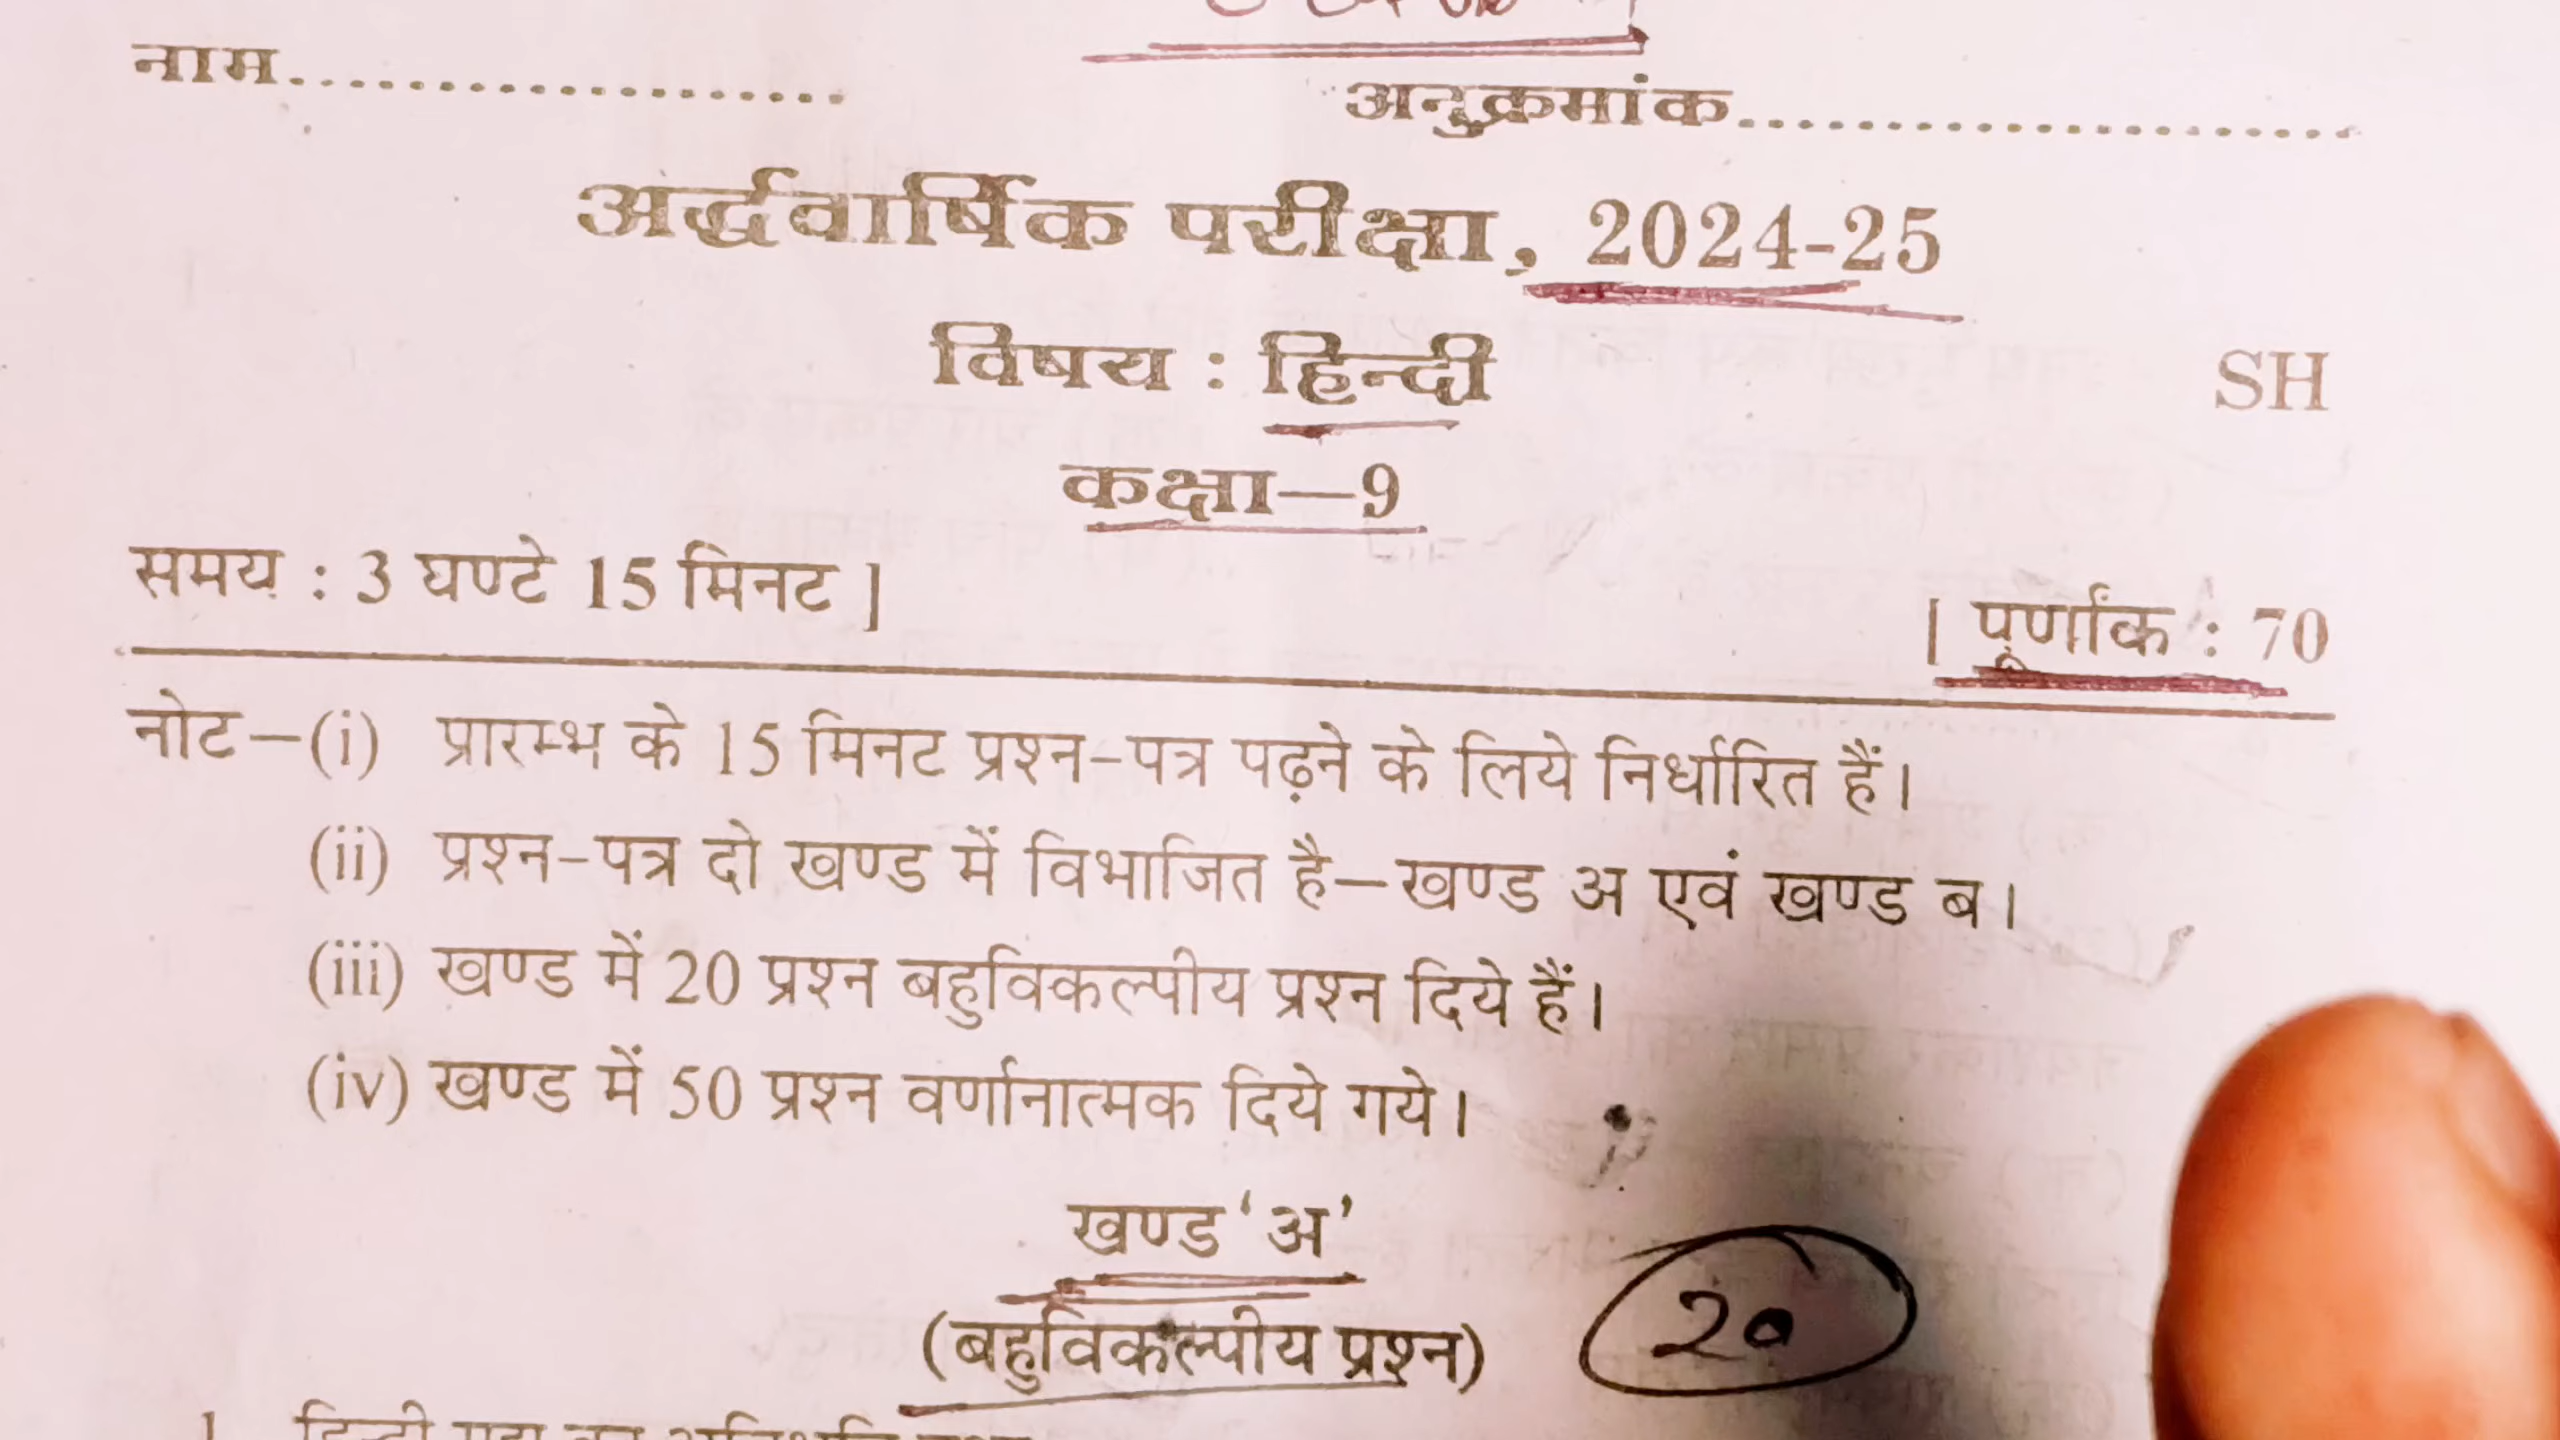 नाम....................
अनुक्रमांक......................
अर्द्धवार्षिक परीक्षा, 2024-25
विषय : हिन्दी
SH
कक्षा—9
समय : 3 घण्टे 15 मिनट ]
[ पूर्णांक : 70
नोट—(i) प्रारम्भ के 15 मिनट प्रश्न-पत्र पढ़ने के लिये निर्धारित हैं।
(ii) प्रश्न-पत्र दो खण्ड में विभाजित है—खण्ड अ एवं खण्ड ब।
(iii) खण्ड में 20 प्रश्न बहुविकल्पीय प्रश्न दिये हैं।
(iv) खण्ड में 50 प्रश्न वर्णानात्मक दिये गये।
खण्ड ‘अ’
(बहुविकल्पीय प्रश्न)
20
1. हिन्दी